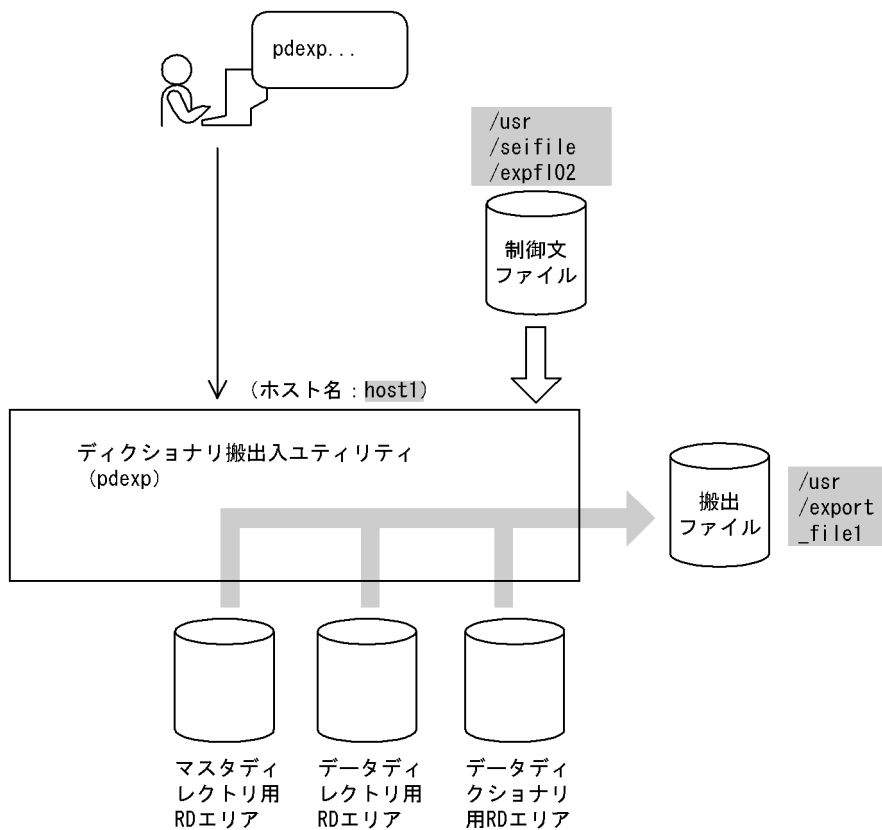 pdexp...
/usr
/seifile
/expfl02
制御文
ファイル
(ホスト名:host1)
ディクショナリ搬出入ユティリティ
(pdexp)
搬出
ファイル
/usr
/export
_file1
マスタディ
レクトリ用
RDエリア
データディ
レクトリ用
RDエリア
データディ
クショナリ
用RDエリア